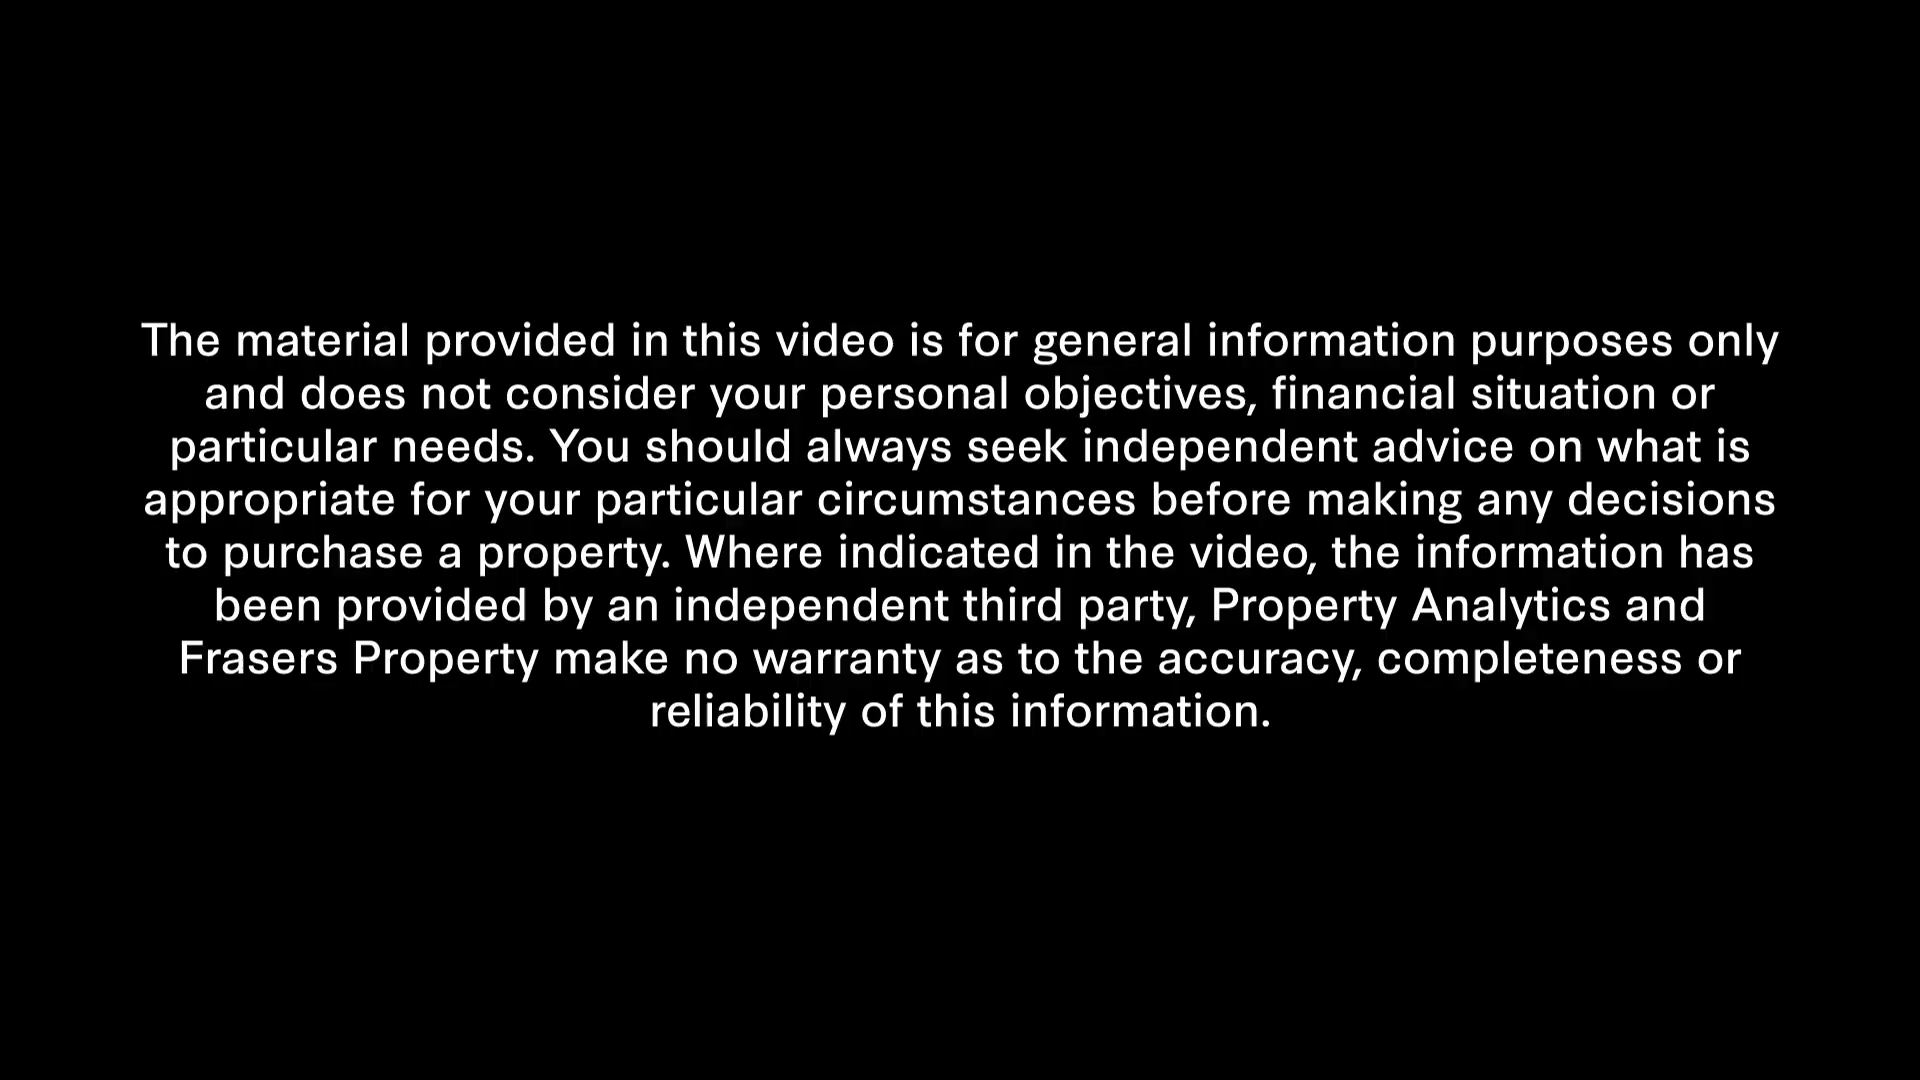 The material provided in this video is for general information purposes only
and does not consider your personal objectives, financial situation or
particular needs. You should always seek independent advice on what is
appropriate for your particular circumstances before making any decisions
to purchase a property. Where indicated in the video, the information has
been provided by an independent third party, Property Analytics and
Frasers Property make no warranty as to the accuracy, completeness or
reliability of this information.